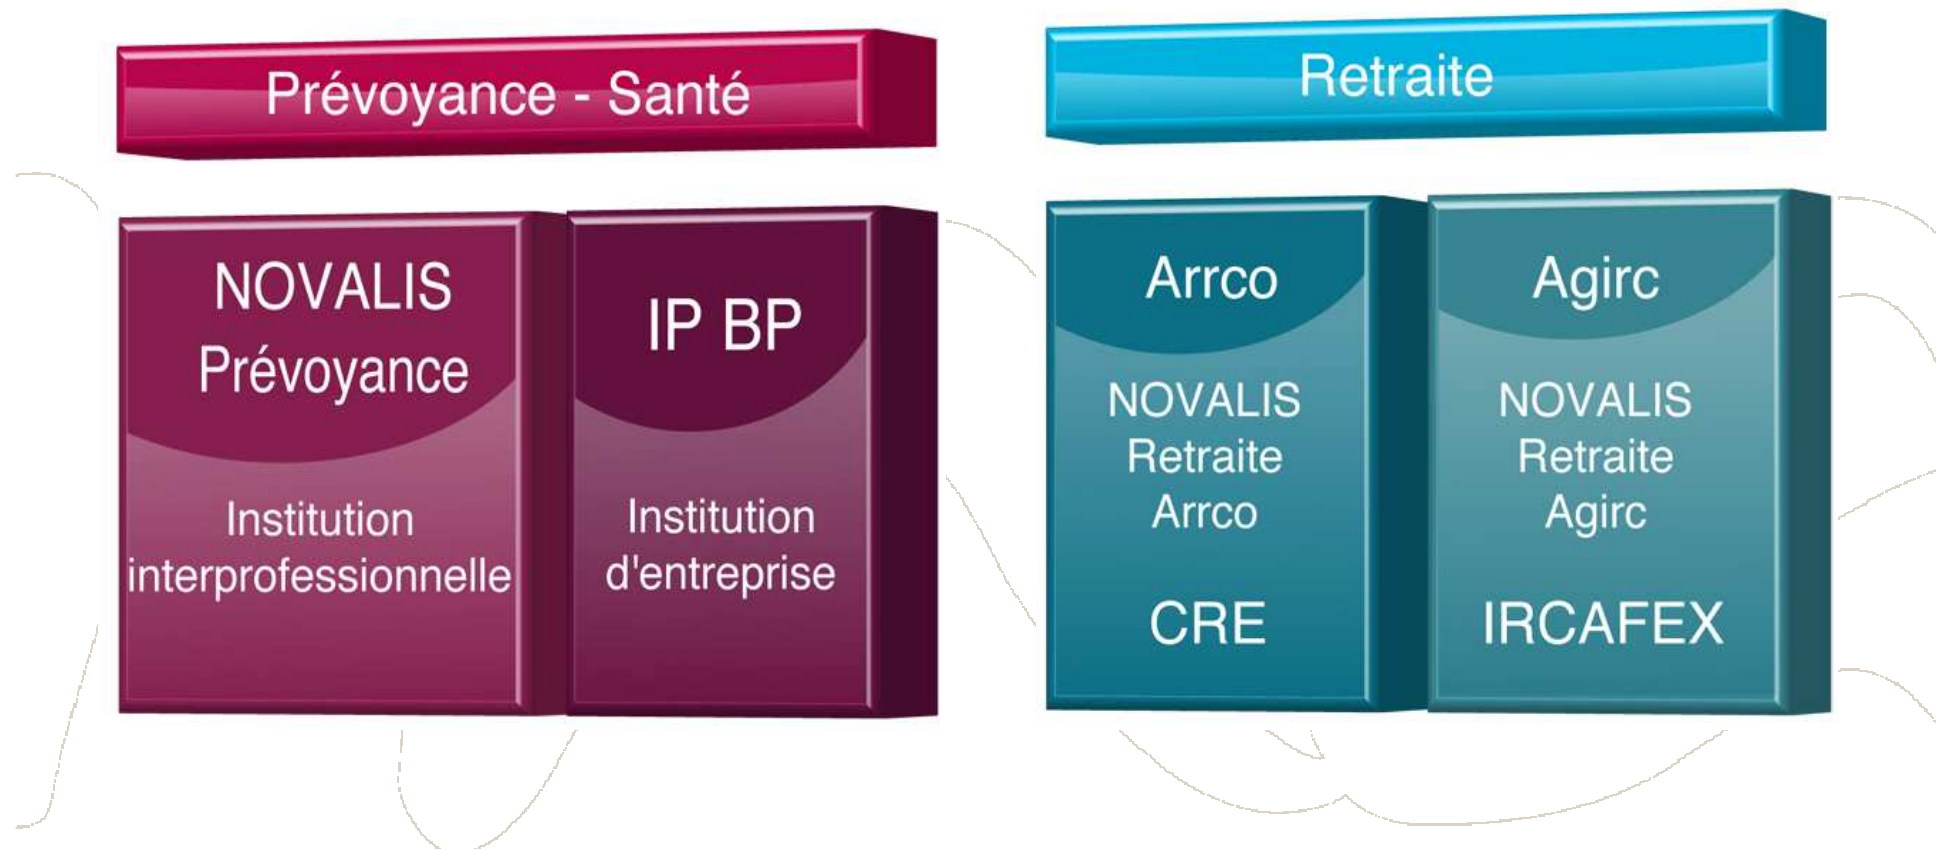 Prévoyance - Santé
NOVALIS
Prévoyance
Institution
interprofessionnelle
IP BP
Institution
d'entreprise
Retraite
Arrco
NOVALIS
Retraite
Arrco
CRE
Agirc
NOVALIS
Retraite
Agirc
IRCAFEX